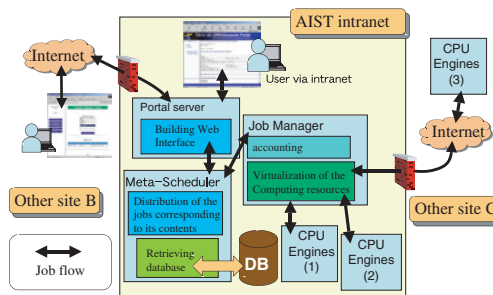 AIST intranet
Internet
User via intranet
CPU
Engines
(3)
Portal server
Building Web
Interface
Job Manager
accounting
Virtualization of the
Computing resources
Internet
Meta-Scheduler
Distribution of the
jobs corresponding
to its contents
Retrieving
database
DB
CPU
Engines
(1)
CPU
Engines
(2)
Other site B
Other site C
Job flow